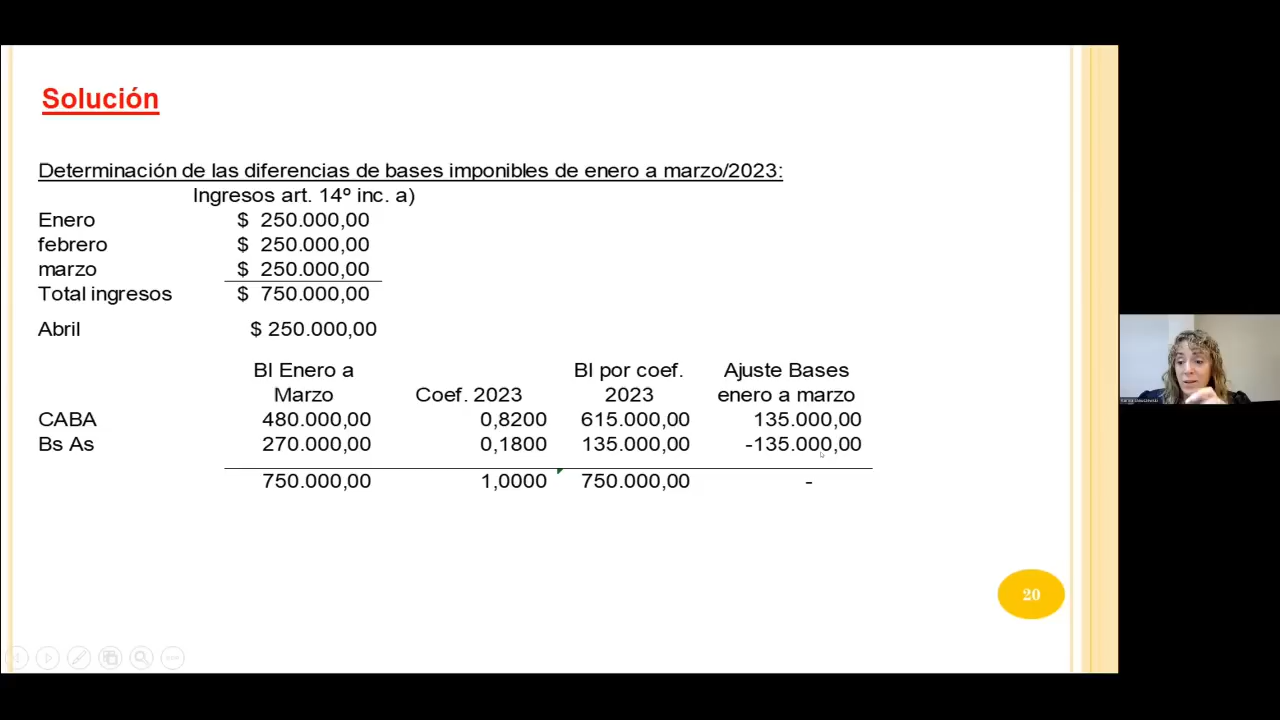 Solución
Determinación de las diferencias de bases imponibles de enero a marzo/2023:
Ingresos art. 14º inc. a)
Enero $ 250.000,00
febrero $ 250.000,00
marzo $ 250.000,00
Total ingresos $ 750.000,00
Abril $ 250.000,00
BI Enero a BI por coef. Ajuste Bases
Marzo Coef. 2023 2023 enero a marzo
CABA 480.000,00 0,8200 615.000,00 135.000,00
Bs As 270.000,00 0,1800 135.000,00 -135.000,00
750.000,00 1,0000 750.000,00 -
20